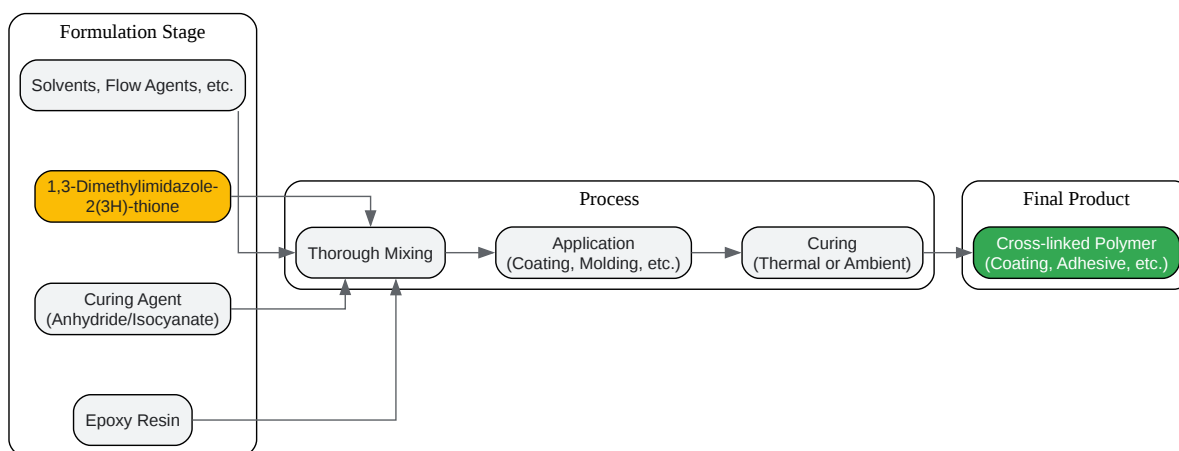 Formulation Stage
Solvents, Flow Agents, etc.
1,3-Dimethylimidazole-
2(3H)-thione
Curing Agent
(Anhydride/Isocyanate)
Epoxy Resin
Process
Thorough Mixing
Application
(Coating, Molding, etc.)
Curing
(Thermal or Ambient)
Final Product
Cross-linked Polymer
(Coating, Adhesive, etc.)